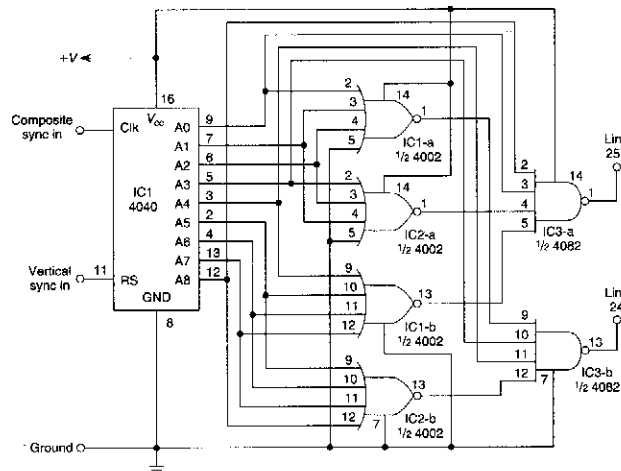 +V
16
VCC
Composite
sync in
Clk
IC1
4040
A0
A1
A2
A3
A4
A5
A6
A7
A8
9
7
6
5
3
2
4
13
12
Vertical
sync in
11
RS
GND
8
Ground
2
3
4
5
14
1
IC1-a
1/2 4002
2
3
4
5
14
1
IC2-a
1/2 4002
9
10
11
12
13
IC1-b
1/2 4002
9
10
11
12
7
13
IC2-b
1/2 4002
2
3
4
5
14
1
IC3-a
1/2 4082
Lin
25
9
10
11
12
7
13
IC3-b
1/2 4082
Lin
24